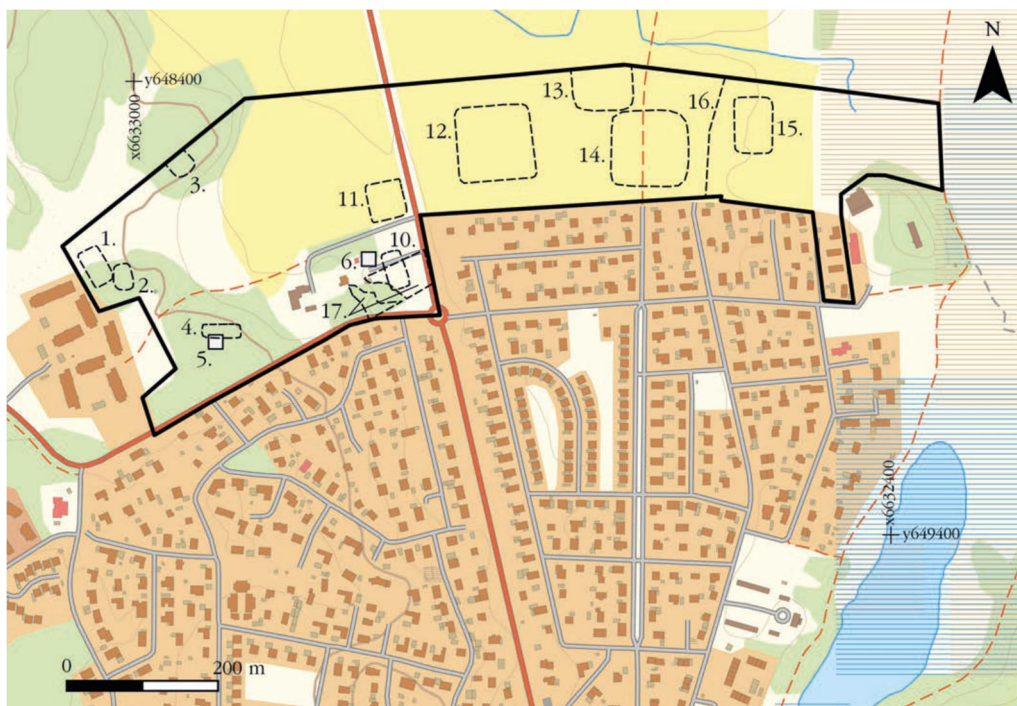 N
y648400
x6633000
13.
16.
12.
15.
14.
3.
11.
1.
10.
6.
2.
17.
4.
5.
x6632400
y649400
0
200 m